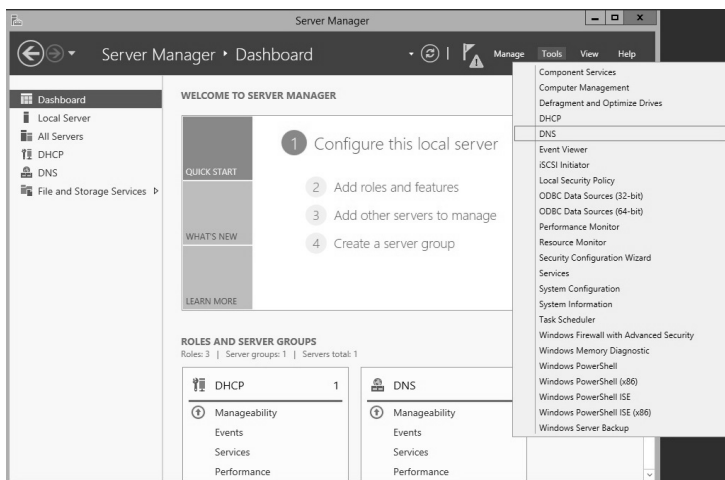 Server Manager
Server Manager ‣ Dashboard
Manage Tools View Help
Dashboard
Local Server
All Servers
DHCP
DNS
File and Storage Services
WELCOME TO SERVER MANAGER
QUICK START
WHAT'S NEW
LEARN MORE
1 Configure this local server
2 Add roles and features
3 Add other servers to manage
4 Create a server group
ROLES AND SERVER GROUPS
Roles: 3 | Server groups: 1 | Servers total: 1
DHCP 1
Manageability
Events
Services
Performance
DNS
Manageability
Events
Services
Performance
Component Services
Computer Management
Defragment and Optimize Drives
DHCP
DNS
Event Viewer
iSCSI Initiator
Local Security Policy
ODBC Data Sources (32-bit)
ODBC Data Sources (64-bit)
Performance Monitor
Resource Monitor
Security Configuration Wizard
Services
System Configuration
System Information
Task Scheduler
Windows Firewall with Advanced Security
Windows Memory Diagnostic
Windows PowerShell
Windows PowerShell (x86)
Windows PowerShell ISE
Windows PowerShell ISE (x86)
Windows Server Backup